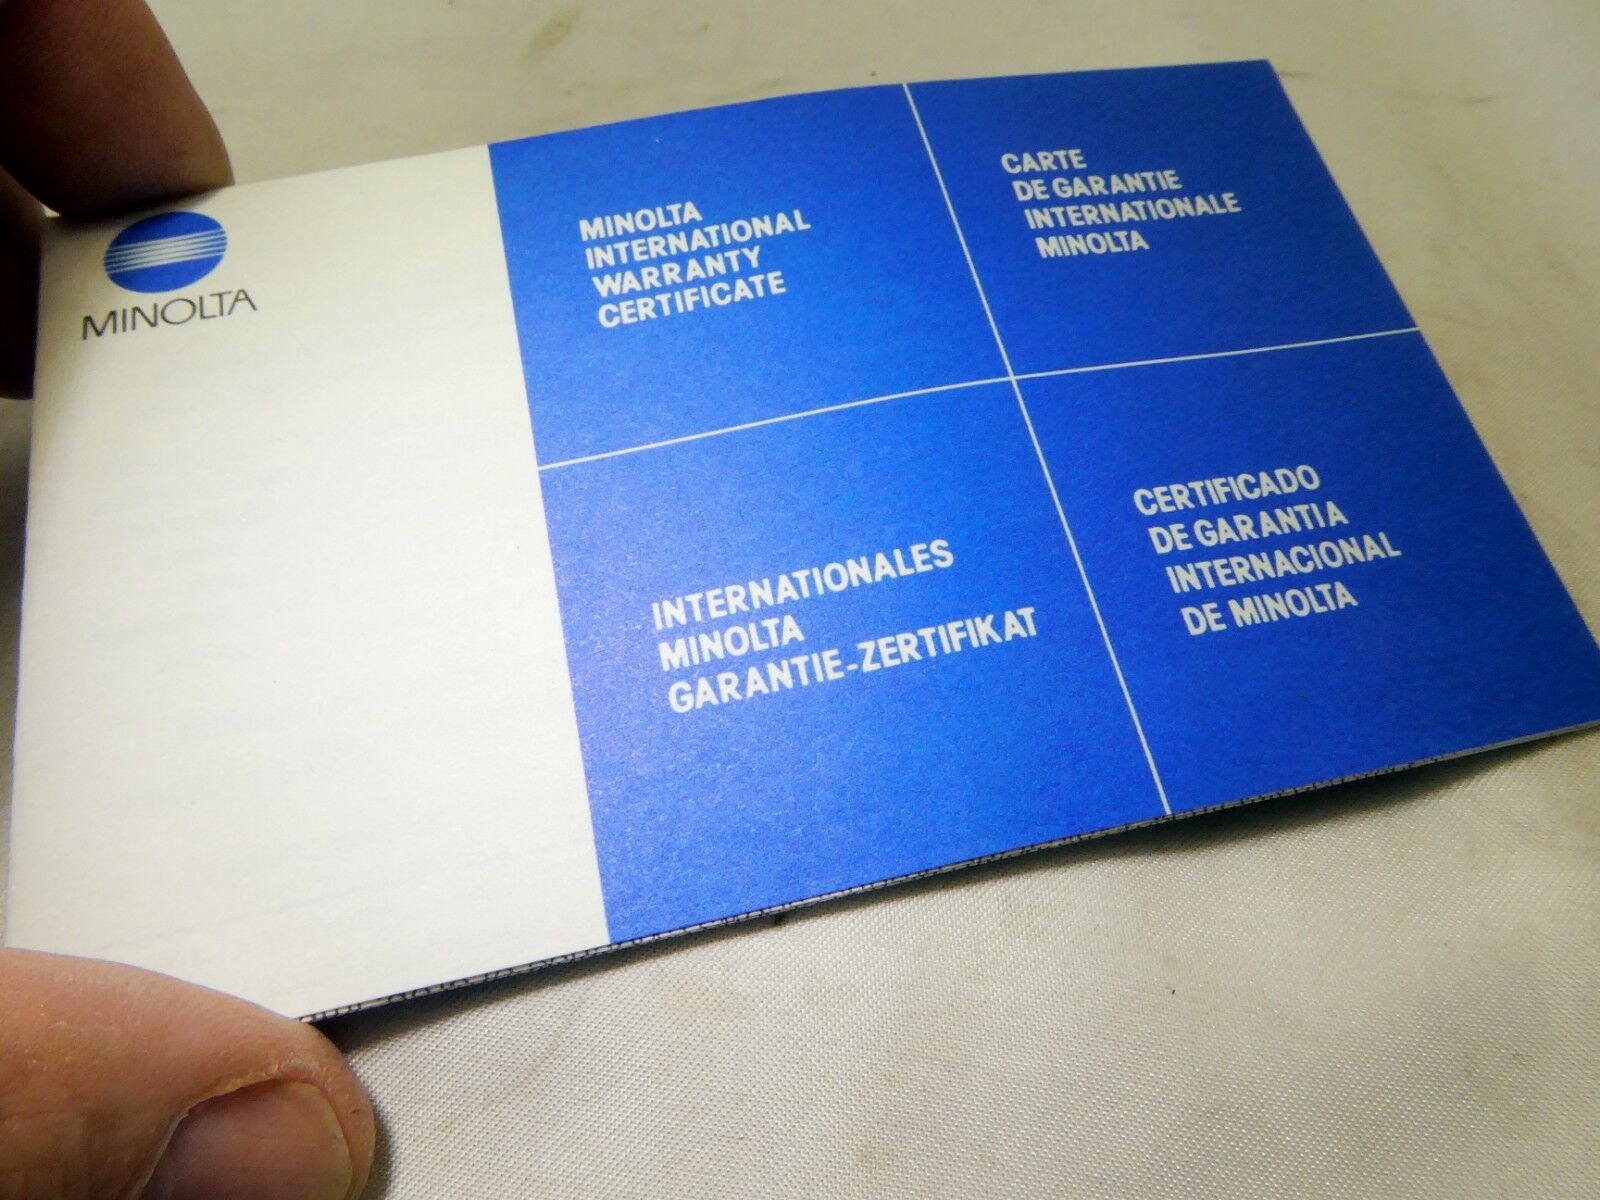 MINOLTA
MINOLTA
INTERNATIONAL
WARRANTY
CERTIFICATE
CARTE
DE GARANTIE
INTERNATIONALE
MINOLTA
INTERNATIONALES
MINOLTA
GARANTIE-ZERTIFIKAT
CERTIFICADO
DE GARANTIA
INTERNACIONAL
DE MINOLTA